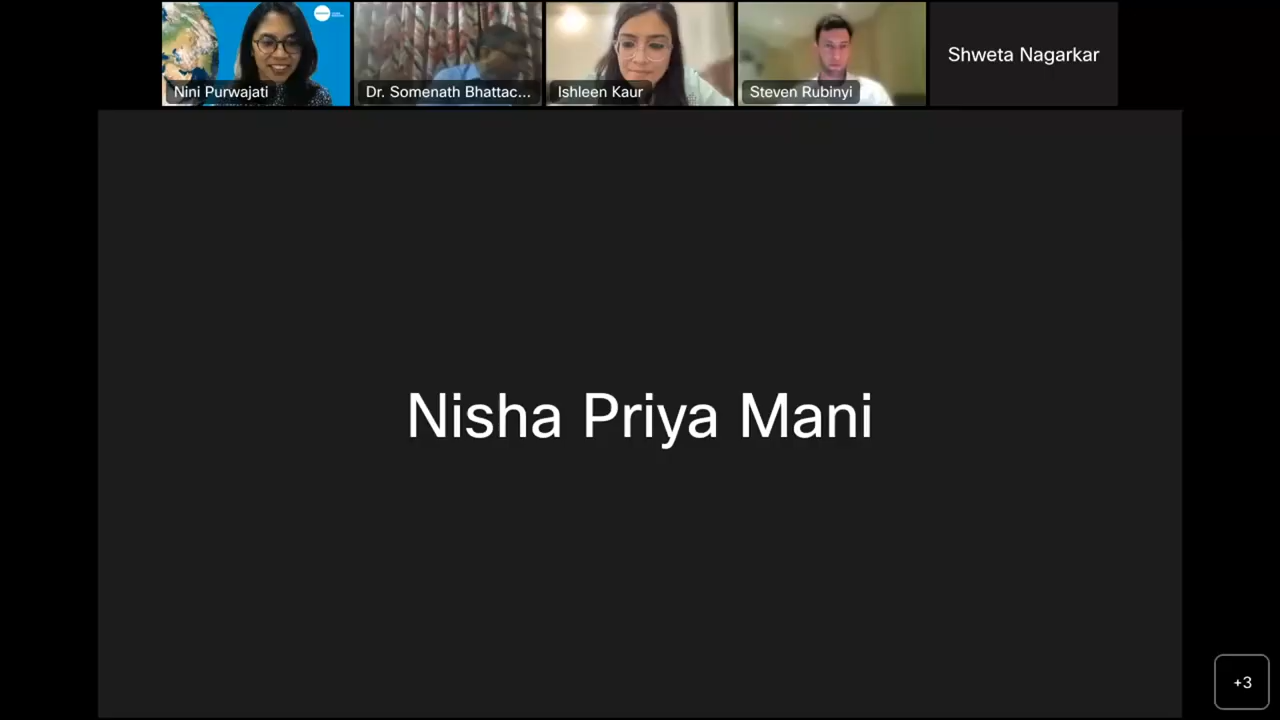 Nini Purwajati
Dr. Somenath Bhattac...
Ishleen Kaur
Steven Rubinyi
Shweta Nagarkar
Nisha Priya Mani
+3